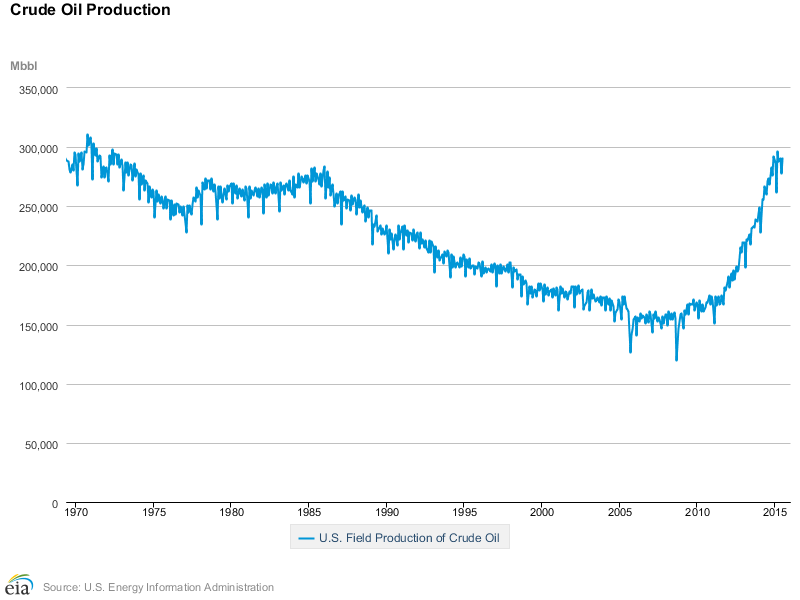 Crude Oil Production
Mbbl
350,000
300,000
250,000
200,000
150,000
100,000
50,000
0
1970 1975 1980 1985 1990 1995 2000 2005 2010 2015
U.S. Field Production of Crude Oil
eia Source: U.S. Energy Information Administration